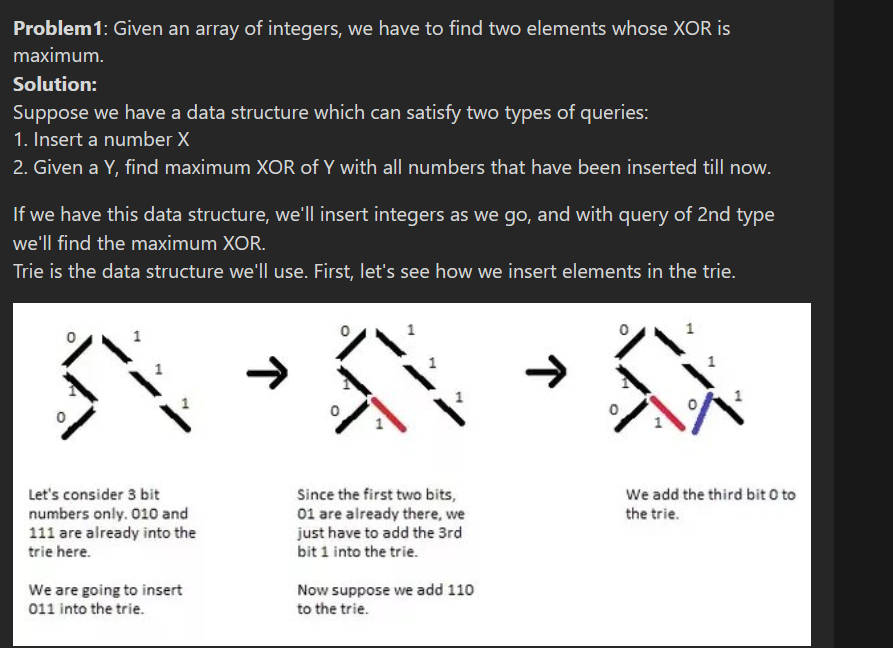 Problem1: Given an array of integers, we have to find two elements whose XOR is
maximum.
Solution:
Suppose we have a data structure which can satisfy two types of queries:
1. Insert a number X
2. Given a Y, find maximum XOR of Y with all numbers that have been inserted till now.
If we have this data structure, we'll insert integers as we go, and with query of 2nd type
we'll find the maximum XOR.
Trie is the data structure we'll use. First, let's see how we insert elements in the trie.
0
1
1
1
1
0
0
1
1
1
1
0
1
0
1
1
1
1
0
0
1
Let's consider 3 bit
numbers only. 010 and
111 are already into the
trie here.
We are going to insert
011 into the trie.
Since the first two bits,
01 are already there, we
just have to add the 3rd
bit 1 into the trie.
Now suppose we add 110
to the trie.
We add the third bit 0 to
the trie.